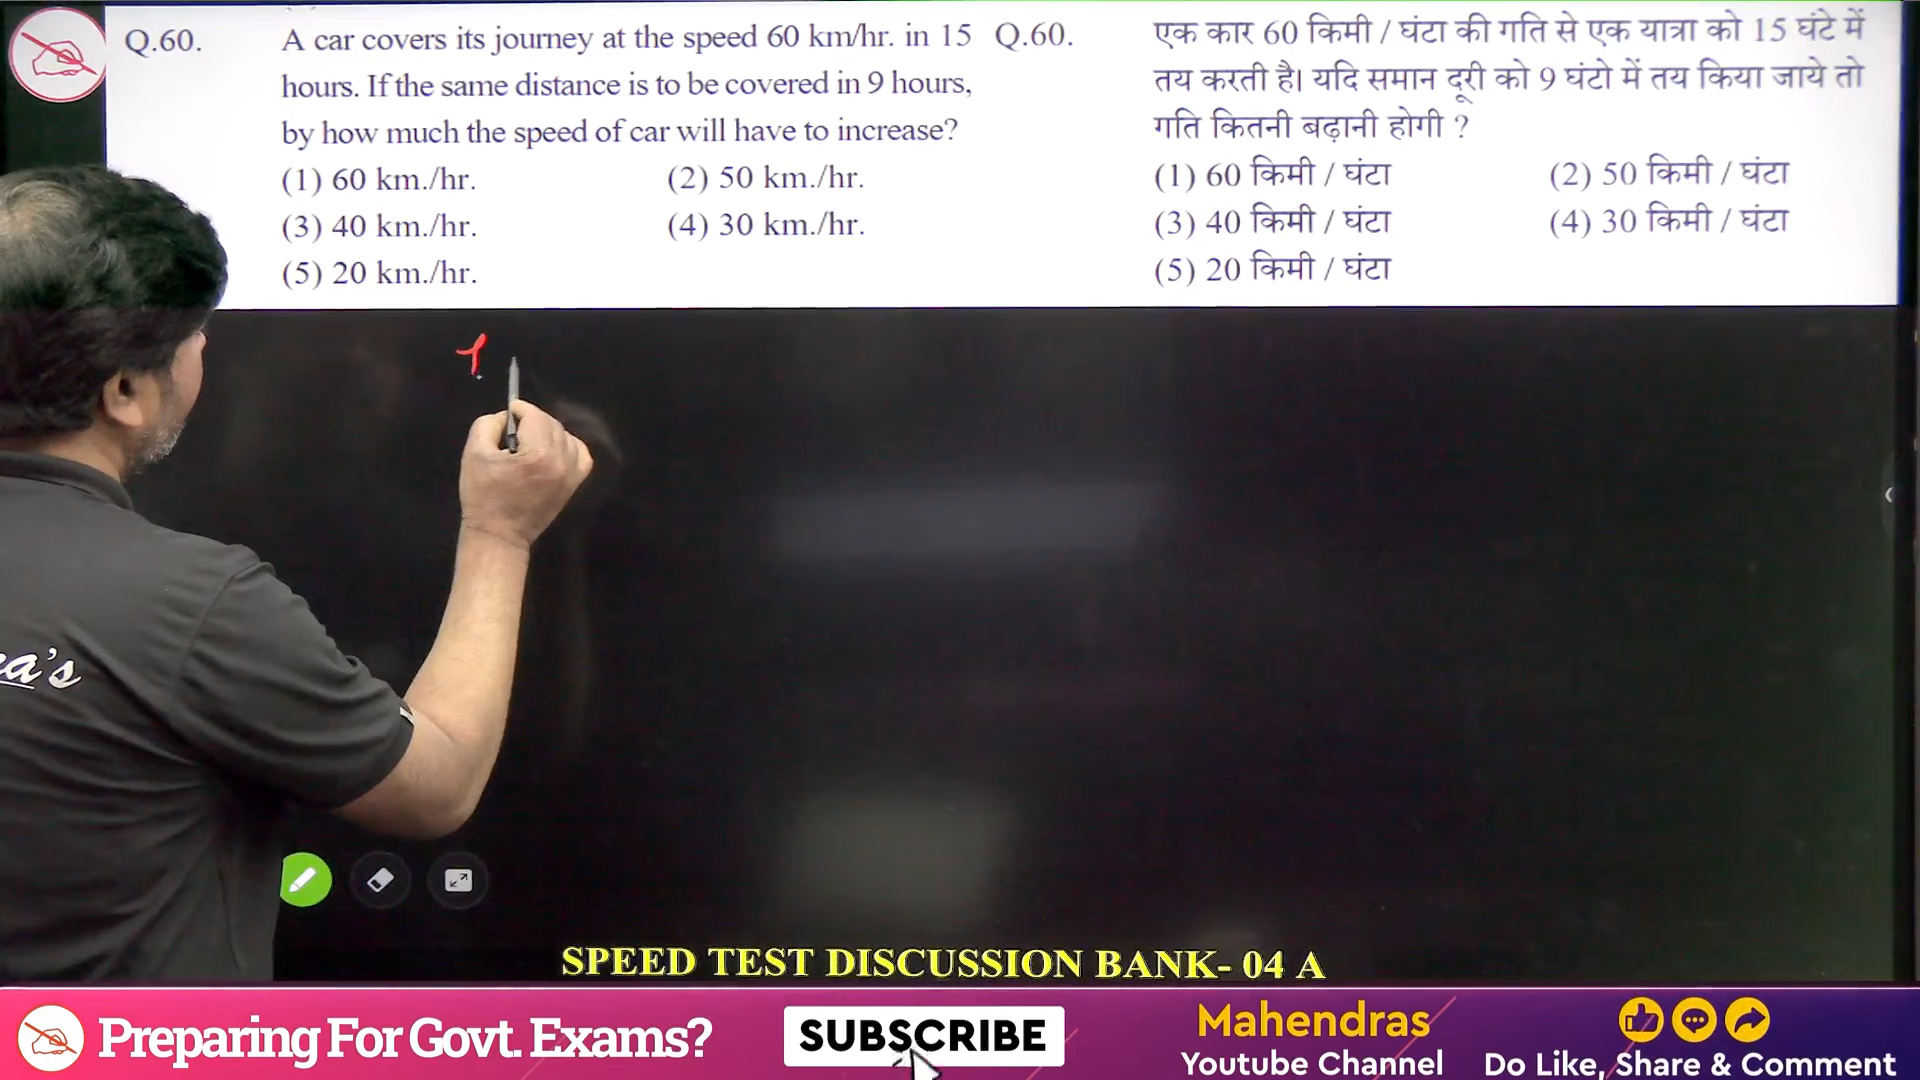 Q.60.
A car covers its journey at the speed 60 km/hr. in 15
hours. If the same distance is to be covered in 9 hours,
by how much the speed of car will have to increase?
(1) 60 km./hr. (2) 50 km./hr.
(3) 40 km./hr. (4) 30 km./hr.
(5) 20 km./hr.
Q.60.
एक कार 60 किमी / घंटा की गति से एक यात्रा को 15 घंटे में
तय करती है। यदि समान दूरी को 9 घंटो में तय किया जाये तो
गति कितनी बढ़ानी होगी ?
(1) 60 किमी / घंटा (2) 50 किमी / घंटा
(3) 40 किमी / घंटा (4) 30 किमी / घंटा
(5) 20 किमी / घंटा
a's
SPEED TEST DISCUSSION BANK- 04 A
Preparing For Govt. Exams?
SUBSCRIBE
Mahendras
Youtube Channel
Do Like, Share & Comment